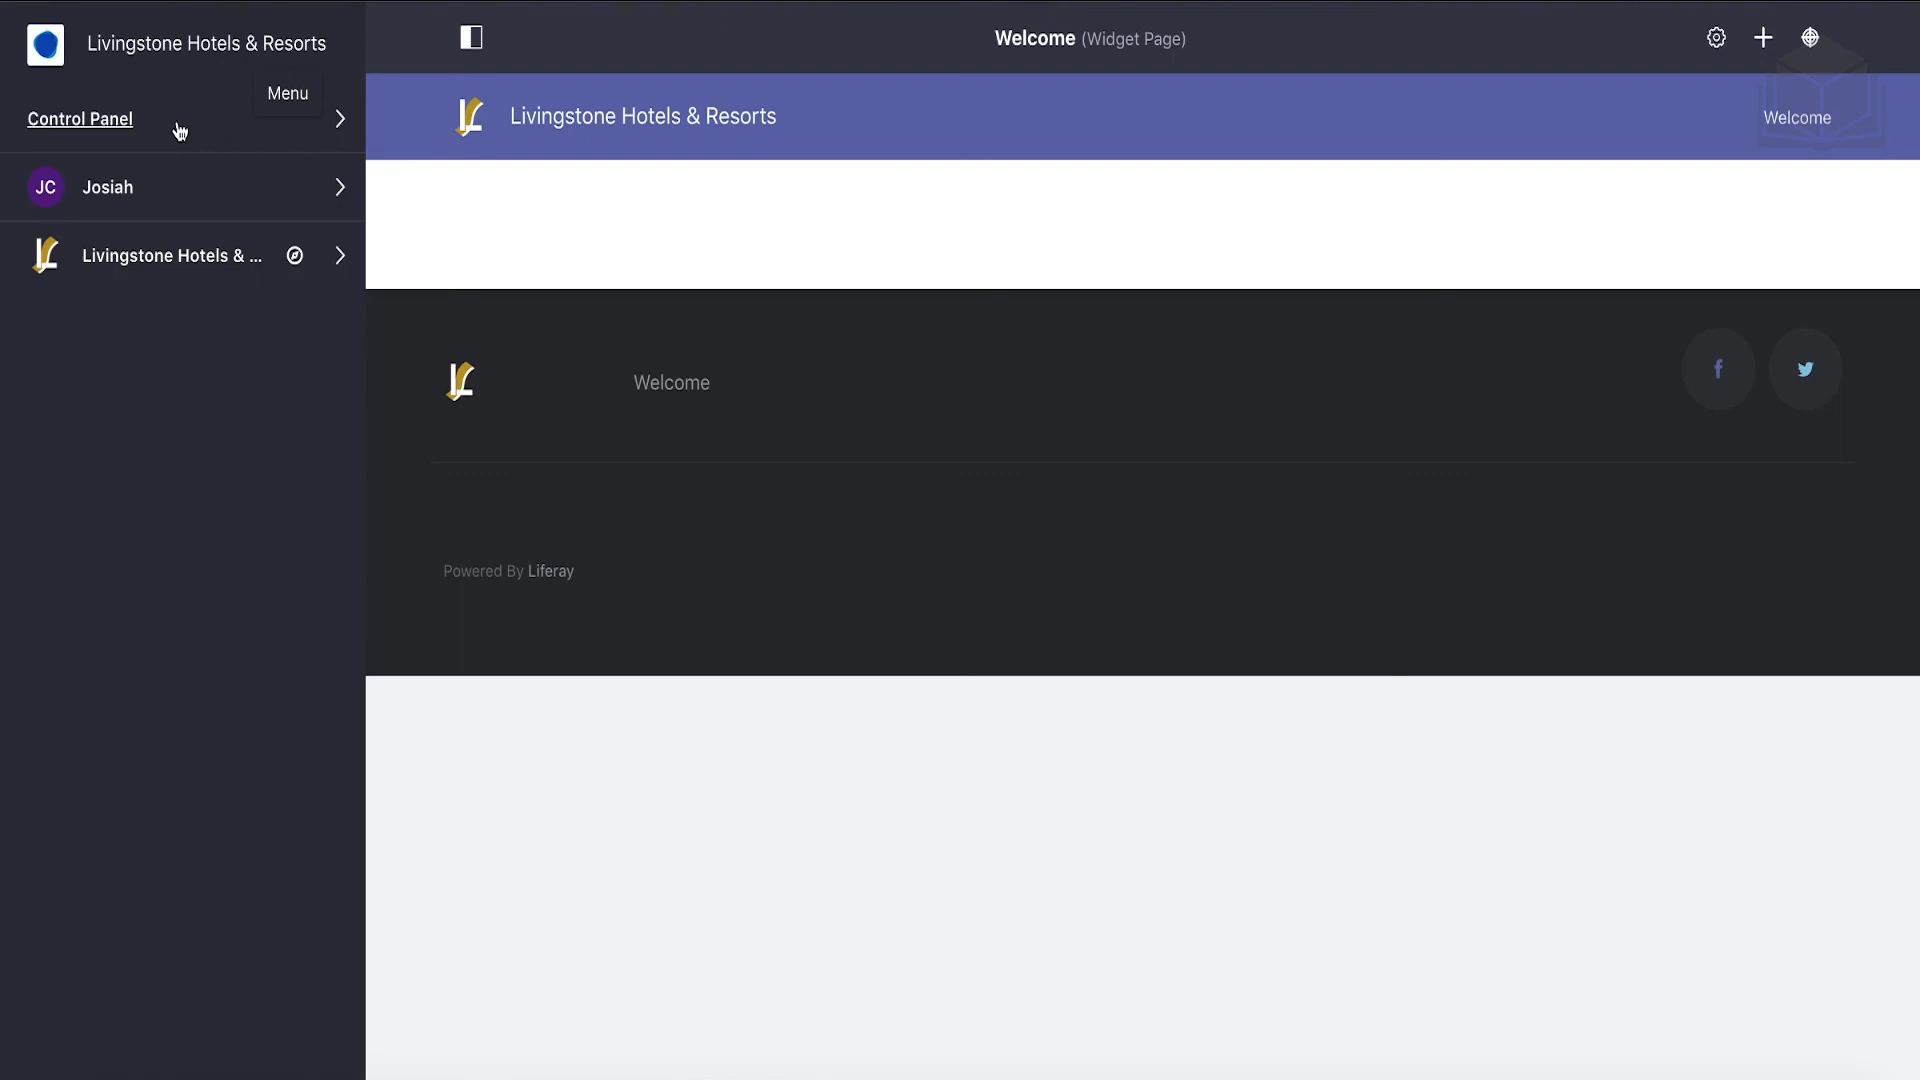 Livingstone Hotels & Resorts
Menu
Control Panel
JC Josiah
Livingstone Hotels & ...
Welcome (Widget Page)
Livingstone Hotels & Resorts
Welcome
Welcome
f
Powered By Liferay